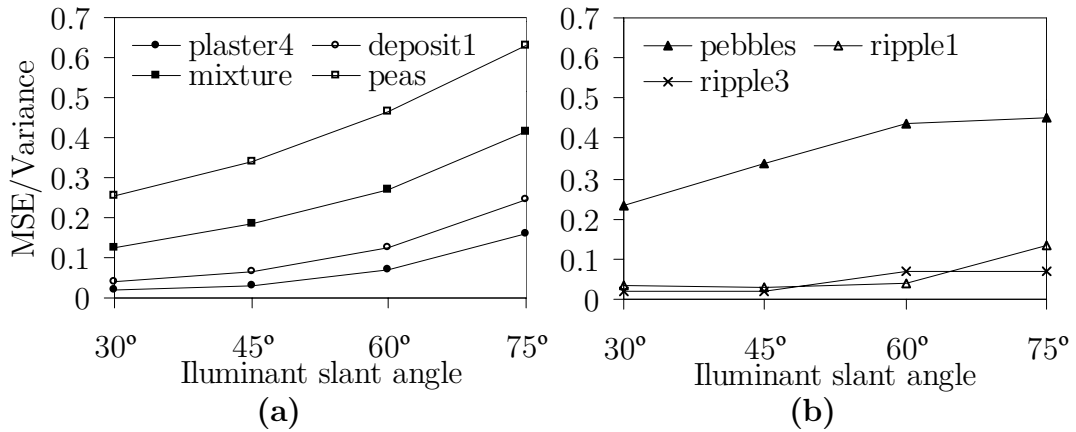 0.7
0.6
0.5
0.4
0.3
0.2
0.1
0
MSE/Variance
plaster4 deposit1
mixture peas
30º 45º 60º 75º
Iluminant slant angle
(a)
0.7
0.6
0.5
0.4
0.3
0.2
0.1
0
pebbles ripple1
ripple3
30º 45º 60º 75º
Iluminant slant angle
(b)